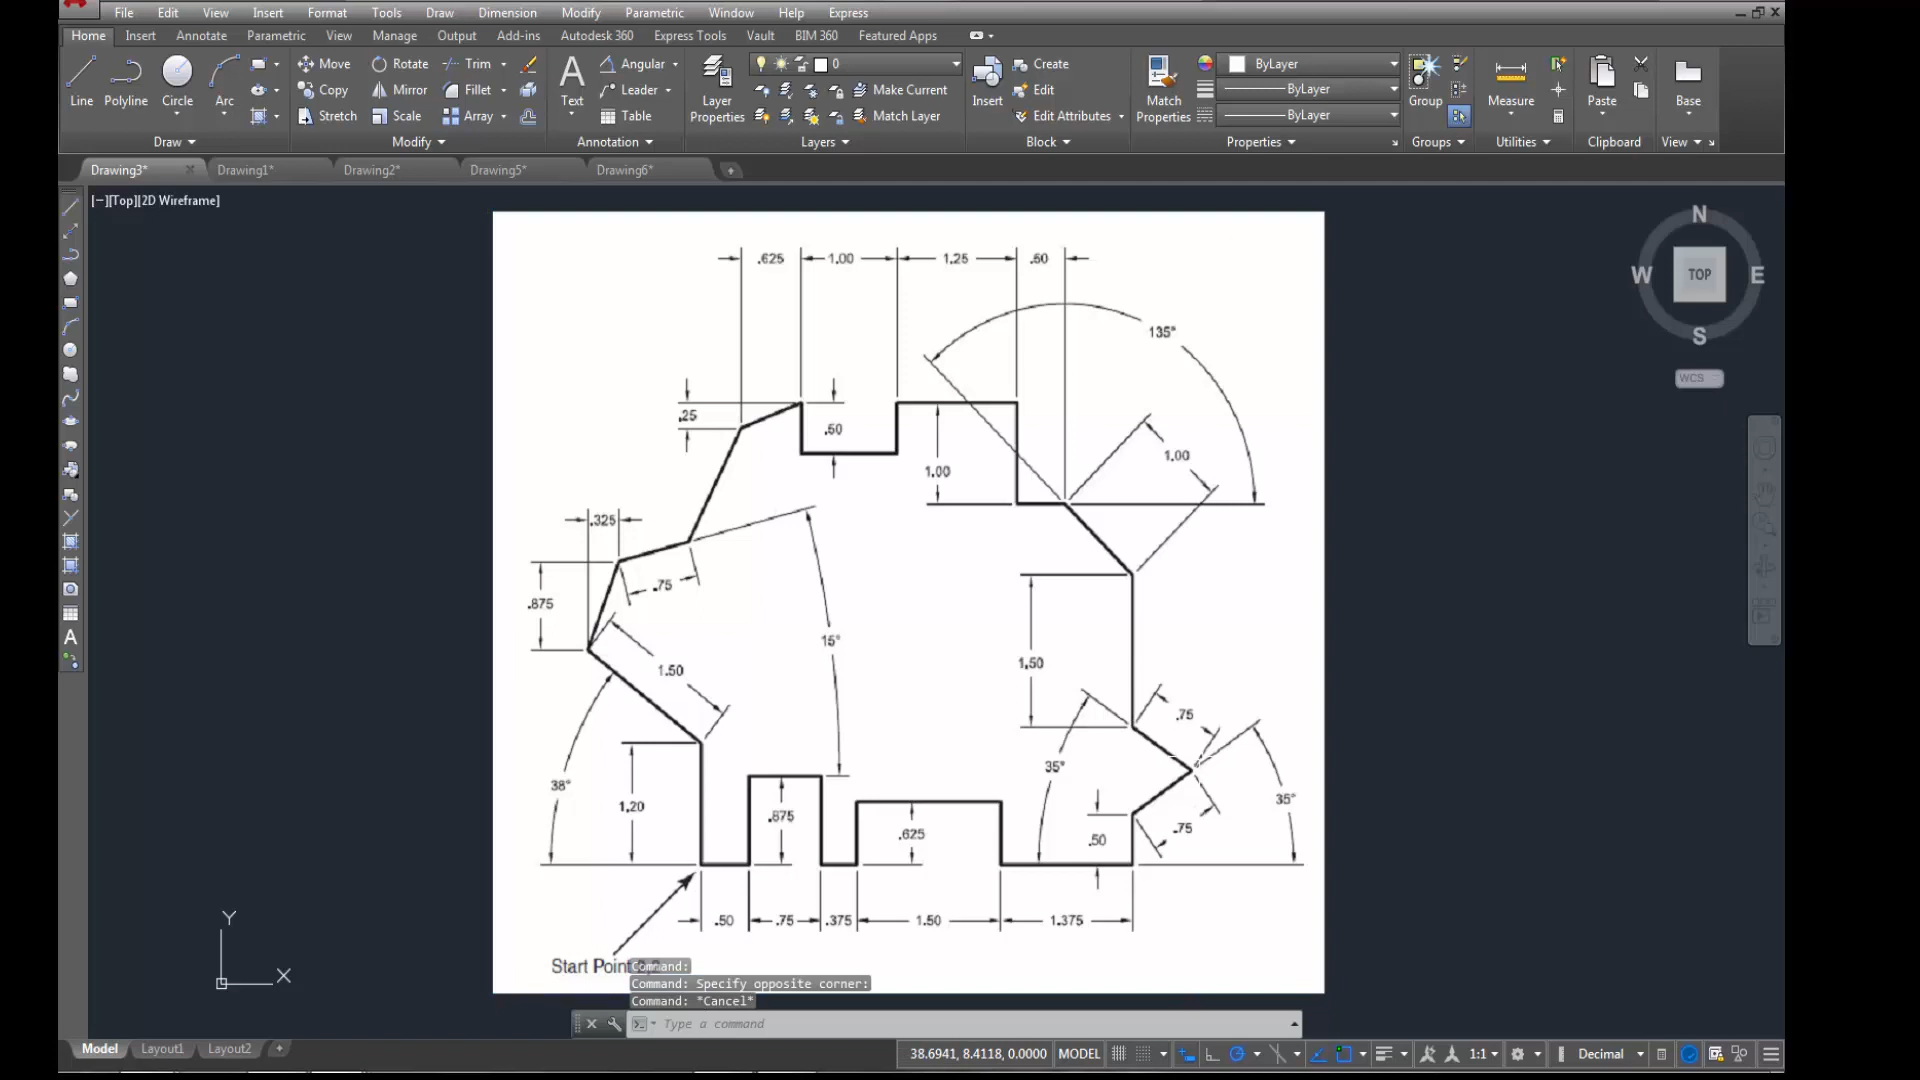 File Edit View Insert Format Tools Draw Dimension Modify Parametric Window Help Express
Home Insert Annotate Parametric View Manage Output Add-ins Autodesk 360 Express Tools Vault BIM 360 Featured Apps
Move Rotate Trim Angular 0 Create ByLayer
Copy Mirror Fillet Leader Make Current Edit ByLayer
Line Polyline Circle Arc Text Layer Properties Insert Match Properties Group Measure Paste Base
Stretch Scale Array Table Match Layer Edit Attributes ByLayer
Draw Modify Annotation Layers Block Properties Groups Utilities Clipboard View
Drawing3* Drawing1* Drawing2* Drawing5* Drawing6*
[−][Top][2D Wireframe]
N
W TOP E
S
WCS
.625 1.00 1.25 .50
135°
.25
.50
1.00
1.00
.325
.75
.875
15°
1.50
1.50
.75
35°
38°
35°
1.20
.875
.625
.75
.50
.50 .75 .375 1.50 1.375
Start Point
Command:
Command: Specify opposite corner:
Command: *Cancel*
Type a command
Y
X
A
Model Layout1 Layout2 +
38.6941, 8.4118, 0.0000 MODEL 1:1 Decimal